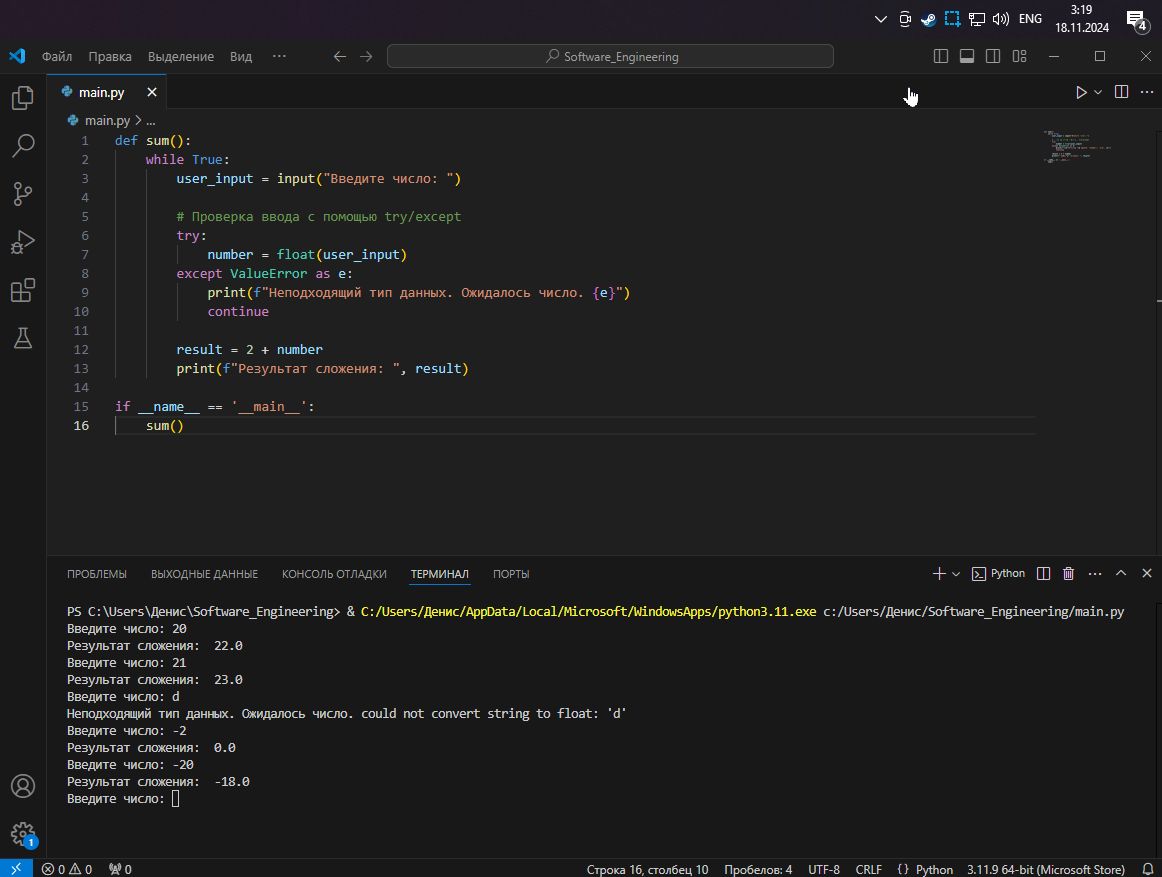 3:19
ENG
18.11.2024
4
Файл Правка Выделение Вид ··· Software_Engineering
main.py
main.py > ...
1 def sum():
2 while True:
3 user_input = input("Введите число: ")
4
5 # Проверка ввода с помощью try/except
6 try:
7 number = float(user_input)
8 except ValueError as e:
9 print(f"Неподходящий тип данных. Ожидалось число. {e}")
10 continue
11
12 result = 2 + number
13 print(f"Результат сложения: ", result)
14
15 if __name__ == '__main__':
16 sum()
ПРОБЛЕМЫ ВЫХОДНЫЕ ДАННЫЕ КОНСОЛЬ ОТЛАДКИ ТЕРМИНАЛ ПОРТЫ Python
PS C:\Users\Денис\Software_Engineering> & C:/Users/Денис/AppData/Local/Microsoft/WindowsApps/python3.11.exe c:/Users/Денис/Software_Engineering/main.py
Введите число: 20
Результат сложения:  22.0
Введите число: 21
Результат сложения:  23.0
Введите число: d
Неподходящий тип данных. Ожидалось число. could not convert string to float: 'd'
Введите число: -2
Результат сложения:  0.0
Введите число: -20
Результат сложения:  -18.0
Введите число:
1
0 0 0 Строка 16, столбец 10 Пробелов: 4 UTF-8 CRLF {} Python 3.11.9 64-bit (Microsoft Store)